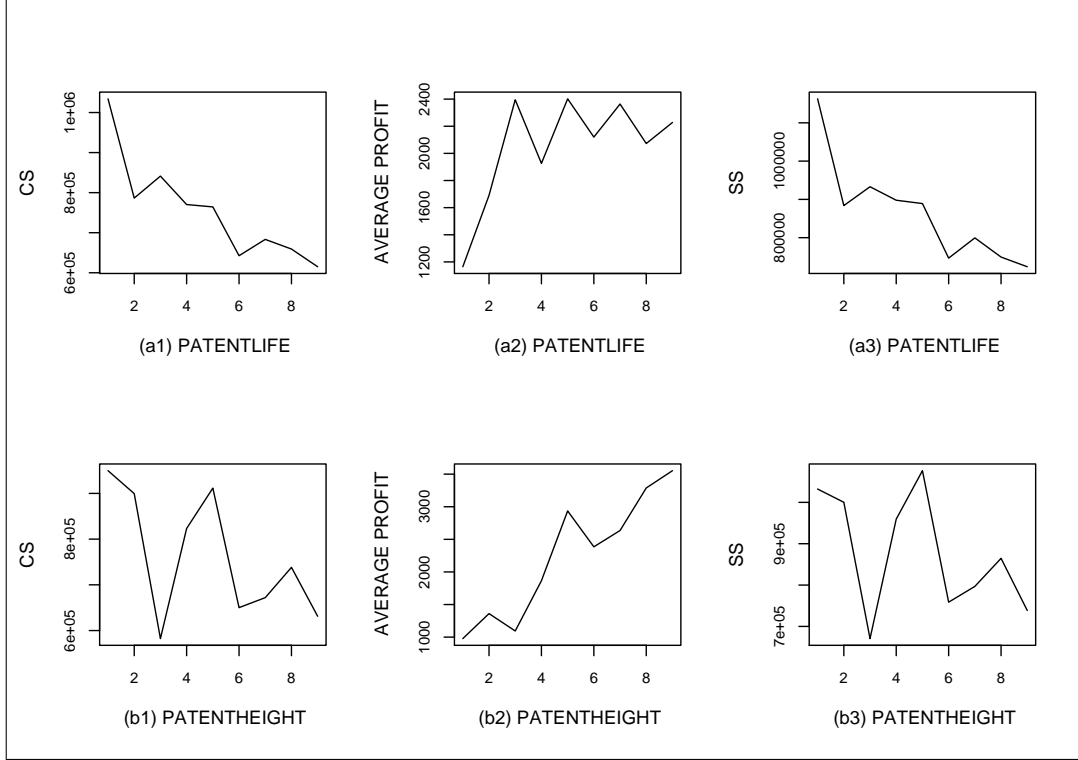 CS
6e+05 8e+05 1e+06
2 4 6 8
(a1) PATENTLIFE
AVERAGE PROFIT
1200 1600 2000 2400
2 4 6 8
(a2) PATENTLIFE
SS
800000 1000000
2 4 6 8
(a3) PATENTLIFE
CS
6e+05 8e+05
2 4 6 8
(b1) PATENTHEIGHT
AVERAGE PROFIT
1000 2000 3000
2 4 6 8
(b2) PATENTHEIGHT
SS
7e+05 9e+05
2 4 6 8
(b3) PATENTHEIGHT